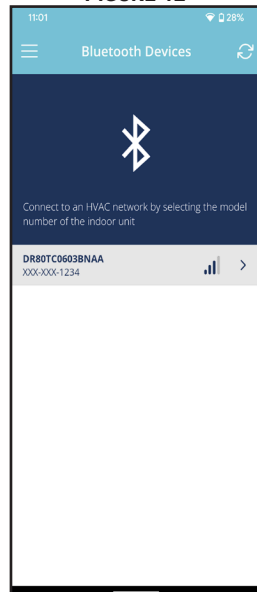 11:01 28%
Bluetooth Devices
Connect to an HVAC network by selecting the model
number of the indoor unit
DR80TC0603BNAA
XXX-XXX-1234